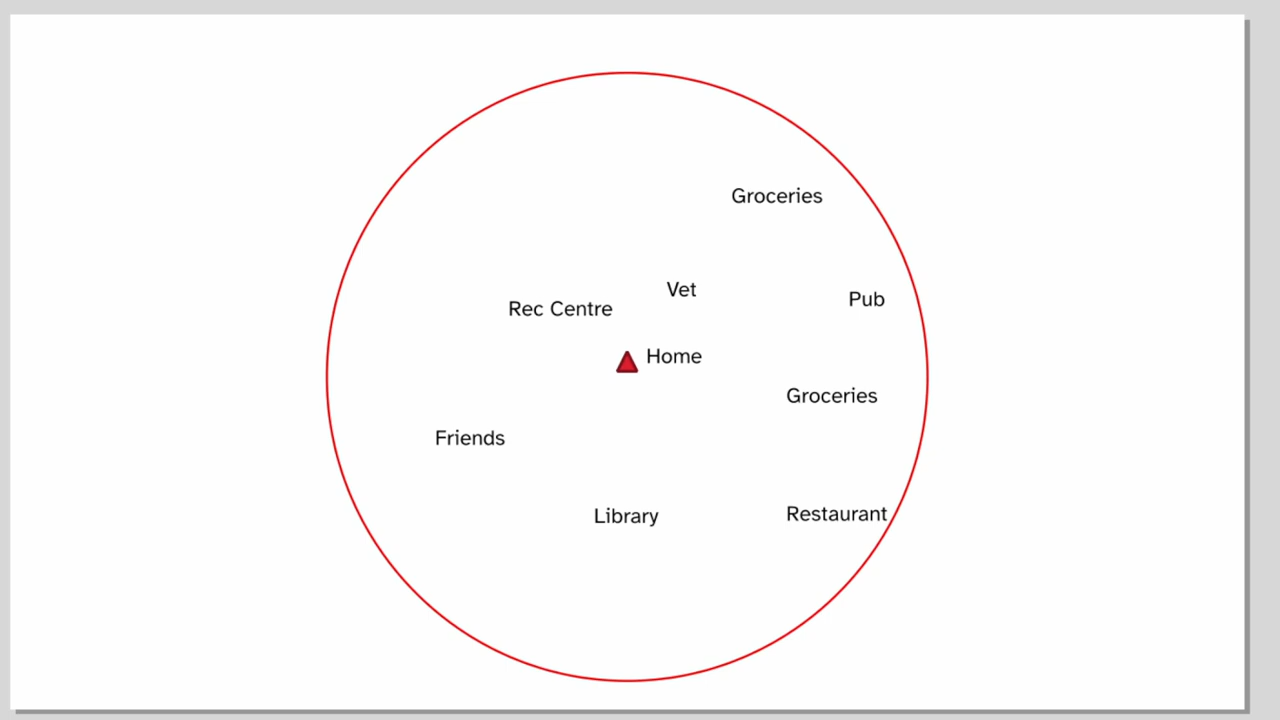 Groceries
Vet
Pub
Rec Centre
Home
Groceries
Friends
Restaurant
Library